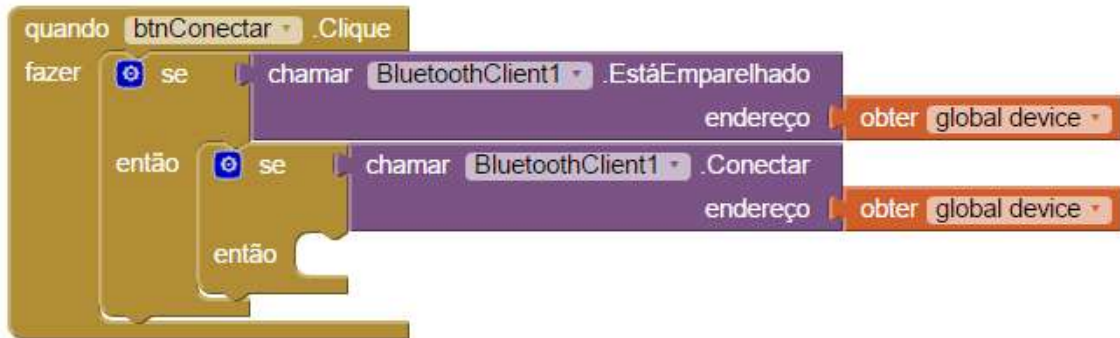 quando btnConectar .Clique
fazer se chamar BluetoothClient1 .EstáEmparelhado
endereço obter global device
então se chamar BluetoothClient1 .Conectar
endereço obter global device
então